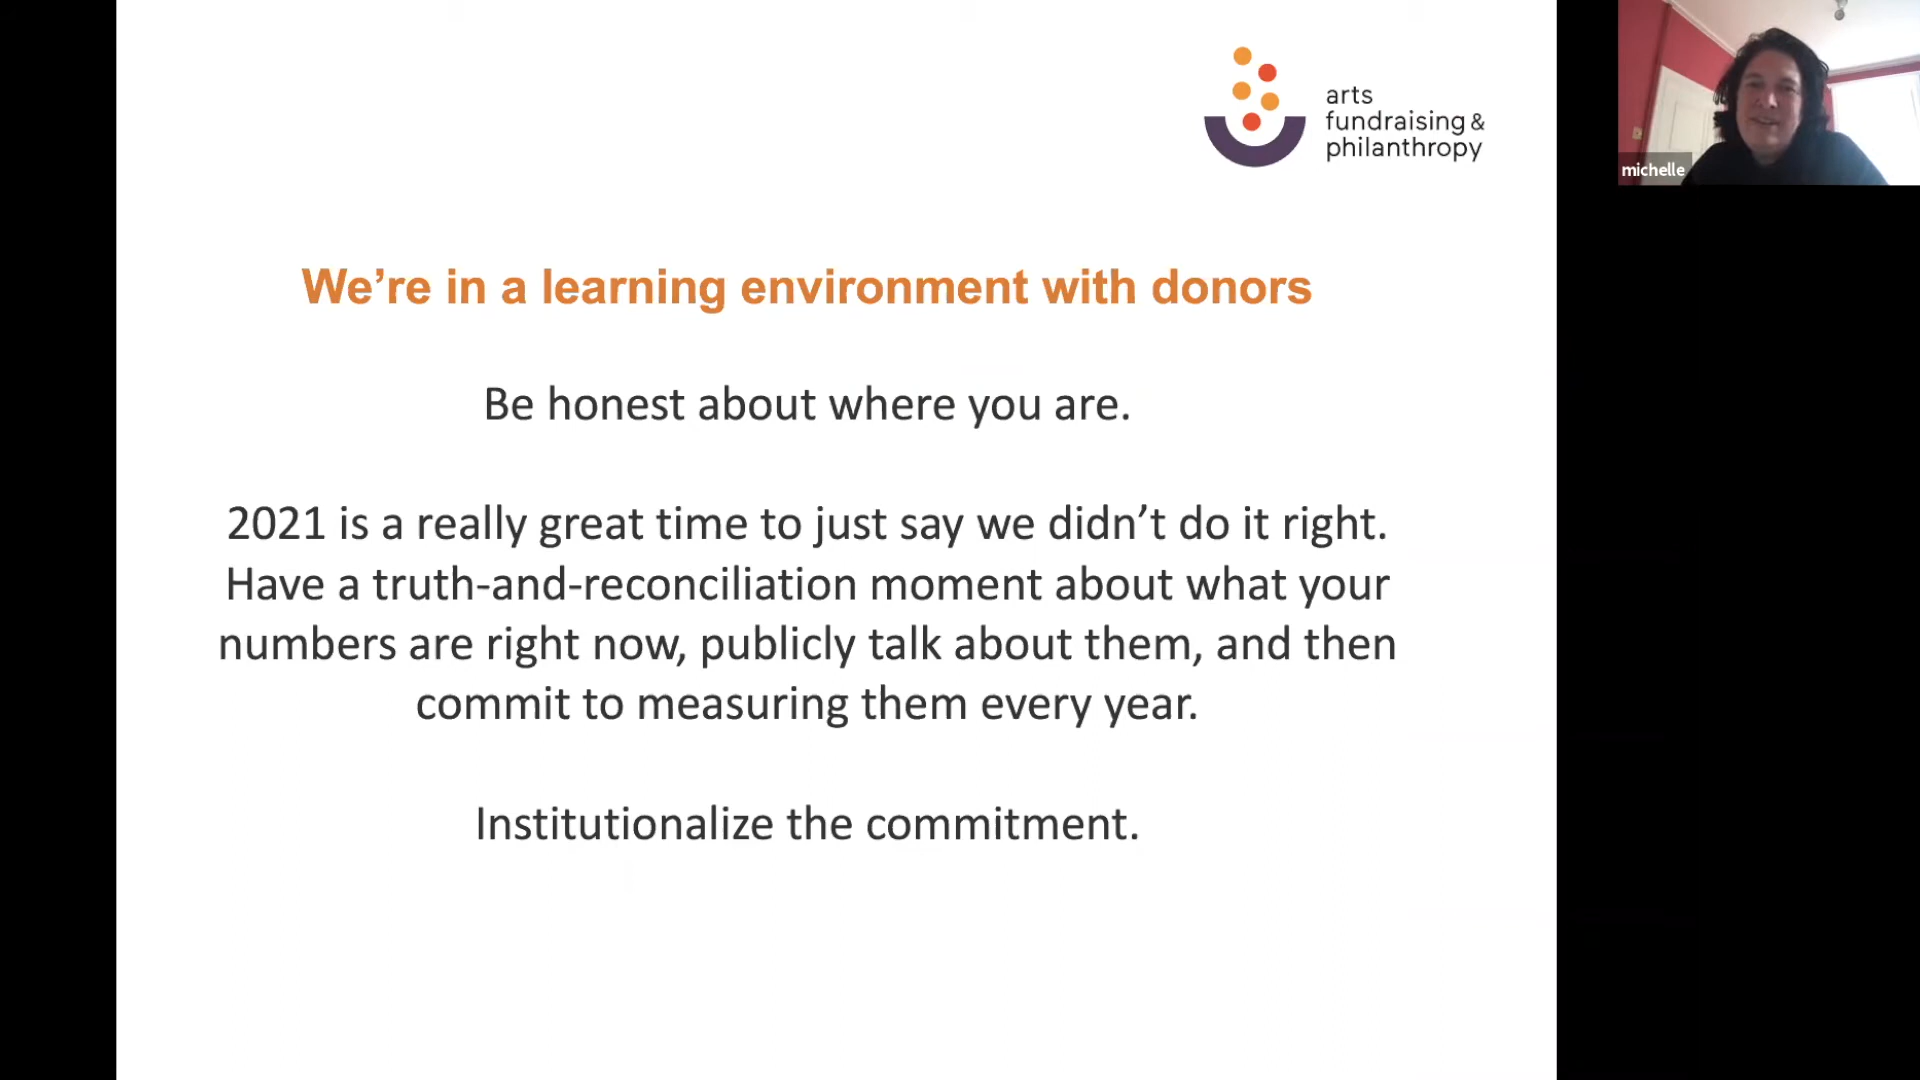 arts
fundraising &
philanthropy
michelle
We’re in a learning environment with donors
Be honest about where you are.
2021 is a really great time to just say we didn’t do it right.
Have a truth-and-reconciliation moment about what your
numbers are right now, publicly talk about them, and then
commit to measuring them every year.
Institutionalize the commitment.